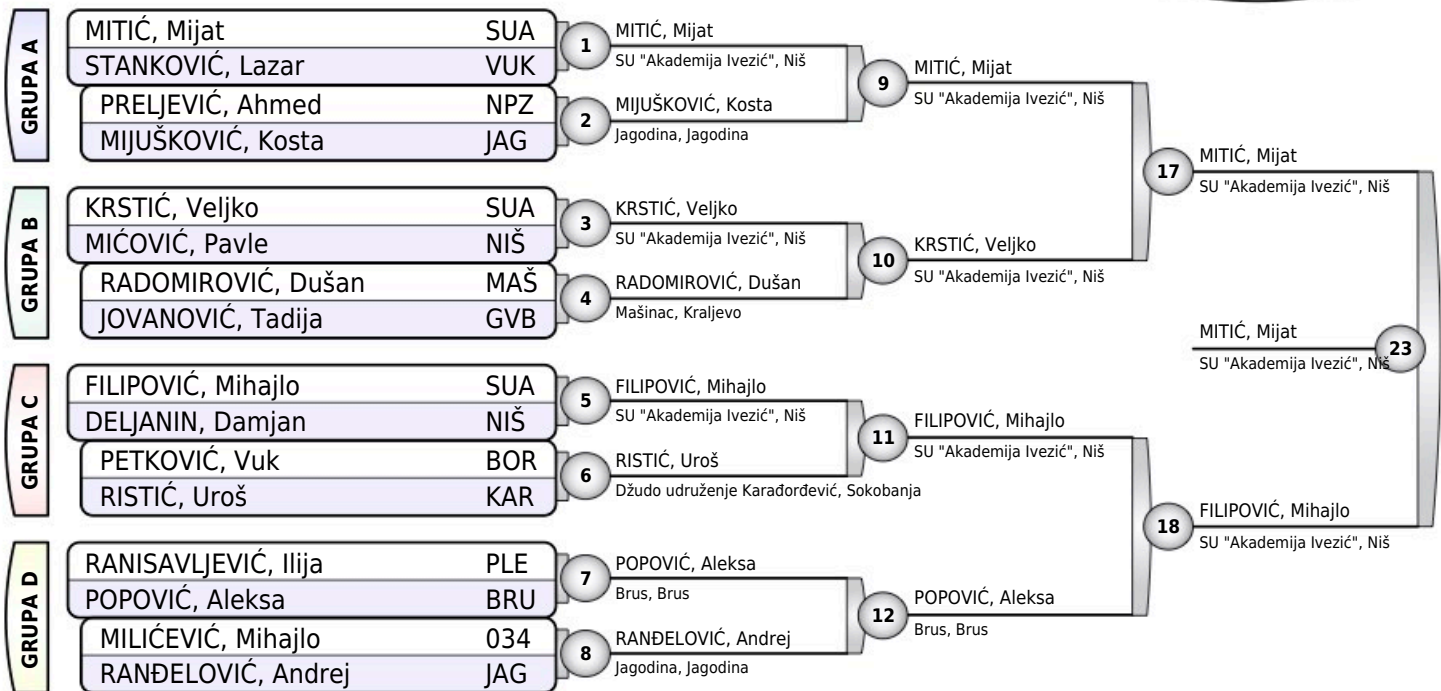 GRUPA A
MITIĆ, Mijat SUA
STANKOVIĆ, Lazar VUK
PRELJEVIĆ, Ahmed NPZ
MIJUŠKOVIĆ, Kosta JAG
1
MITIĆ, Mijat
SU "Akademija Ivezić", Niš
2
MIJUŠKOVIĆ, Kosta
Jagodina, Jagodina
9
MITIĆ, Mijat
SU "Akademija Ivezić", Niš
GRUPA B
KRSTIĆ, Veljko SUA
MIĆOVIĆ, Pavle NIŠ
RADOMIROVIĆ, Dušan MAŠ
JOVANOVIĆ, Tadija GVB
3
KRSTIĆ, Veljko
SU "Akademija Ivezić", Niš
4
RADOMIROVIĆ, Dušan
Mašinac, Kraljevo
10
KRSTIĆ, Veljko
SU "Akademija Ivezić", Niš
17
MITIĆ, Mijat
SU "Akademija Ivezić", Niš
GRUPA C
FILIPOVIĆ, Mihajlo SUA
DELJANIN, Damjan NIŠ
PETKOVIĆ, Vuk BOR
RISTIĆ, Uroš KAR
5
FILIPOVIĆ, Mihajlo
SU "Akademija Ivezić", Niš
6
RISTIĆ, Uroš
Džudo udruženje Karađorđević, Sokobanja
11
FILIPOVIĆ, Mihajlo
SU "Akademija Ivezić", Niš
GRUPA D
RANISAVLJEVIĆ, Ilija PLE
POPOVIĆ, Aleksa BRU
MILIĆEVIĆ, Mihajlo 034
RANĐELOVIĆ, Andrej JAG
7
POPOVIĆ, Aleksa
Brus, Brus
8
RANĐELOVIĆ, Andrej
Jagodina, Jagodina
12
POPOVIĆ, Aleksa
Brus, Brus
18
FILIPOVIĆ, Mihajlo
SU "Akademija Ivezić", Niš
MITIĆ, Mijat
SU "Akademija Ivezić", Niš
23